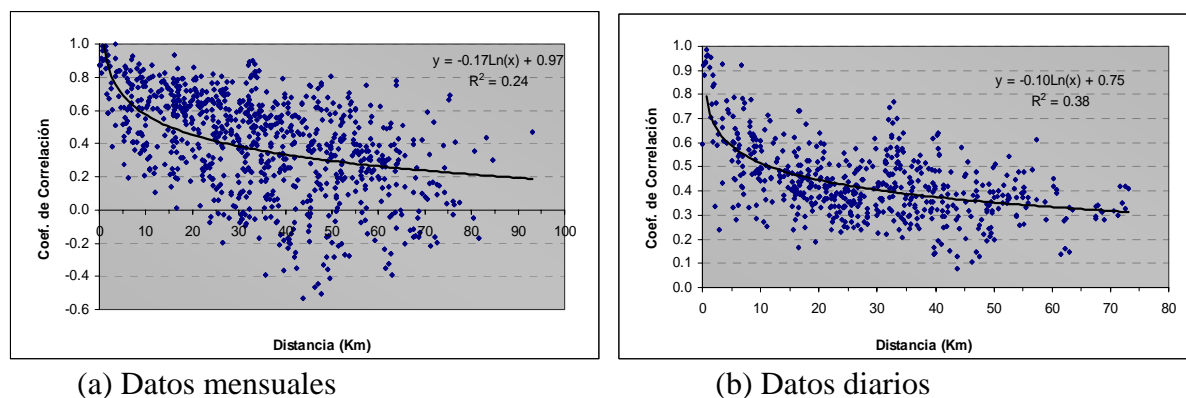 1.0
0.8
0.6
0.4
0.2
0.0
-0.2
-0.4
-0.6
0 10 20 30 40 50 60 70 80 90 100
Coef. de Correlación
Distancia (Km)
y = -0.17Ln(x) + 0.97
R² = 0.24
(a) Datos mensuales
1.0
0.9
0.8
0.7
0.6
0.5
0.4
0.3
0.2
0.1
0.0
0 10 20 30 40 50 60 70 80
Coef. de Correlación
Distancia (Km)
y = -0.10Ln(x) + 0.75
R² = 0.38
(b) Datos diarios